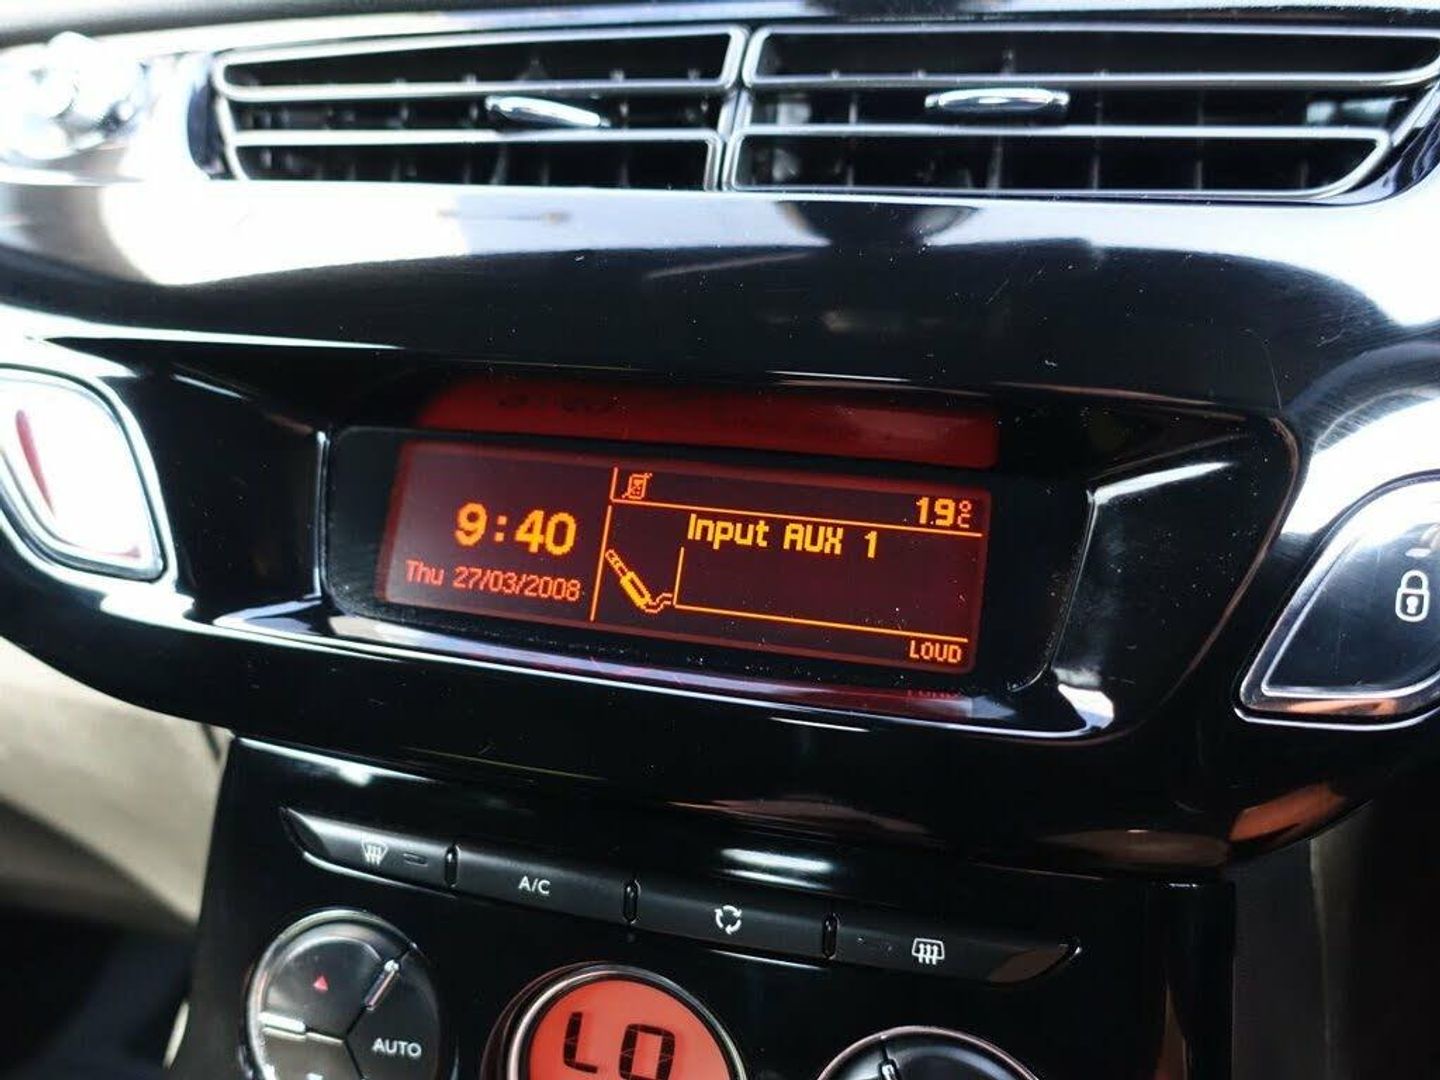 19°C
Input AUX 1
9:40
Thu 27/03/2008
LOUD
A/C
AUTO
LO